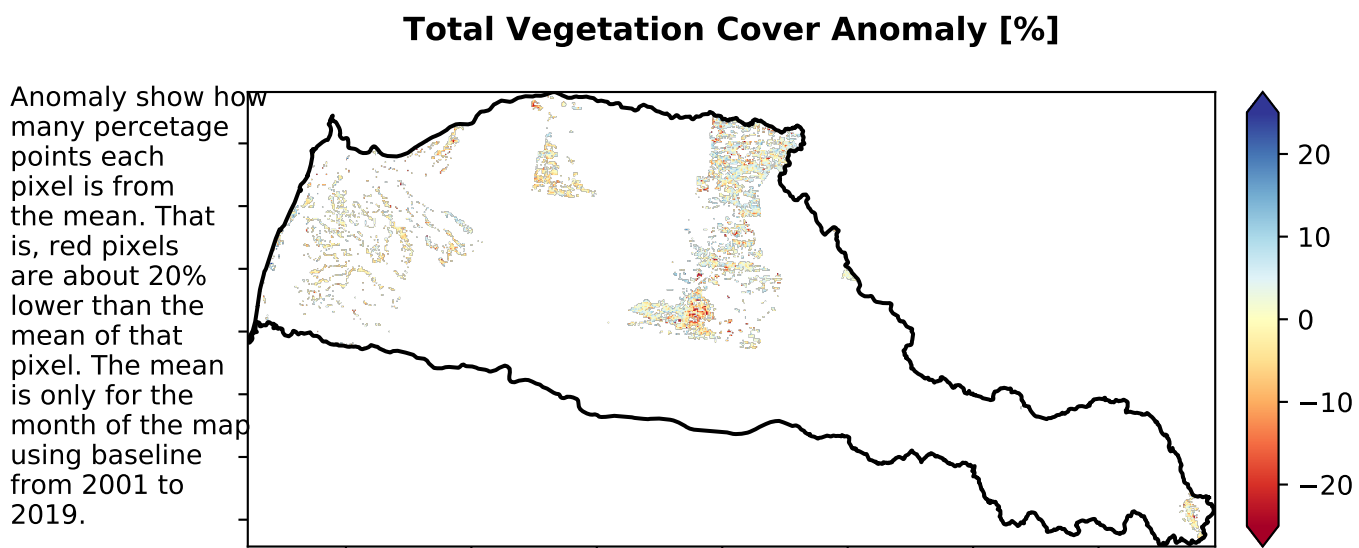 Total Vegetation Cover Anomaly [%]
Anomaly show how
many percetage
points each
pixel is from
the mean. That
is, red pixels
are about 20%
lower than the
mean of that
pixel. The mean
is only for the
month of the map
using baseline
from 2001 to
2019.
20
10
0
−10
−20